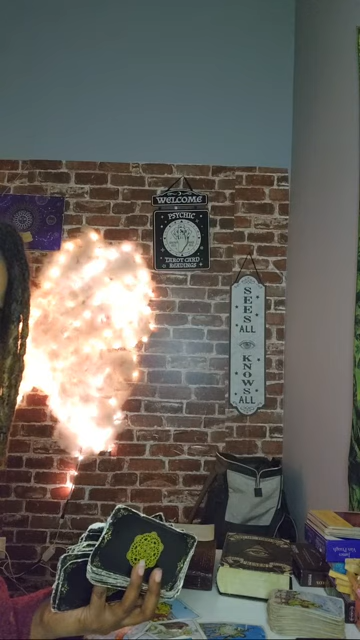 WELCOME
PSYCHIC
TAROT CARD
READINGS
SEES
ALL
KNOWS
ALL